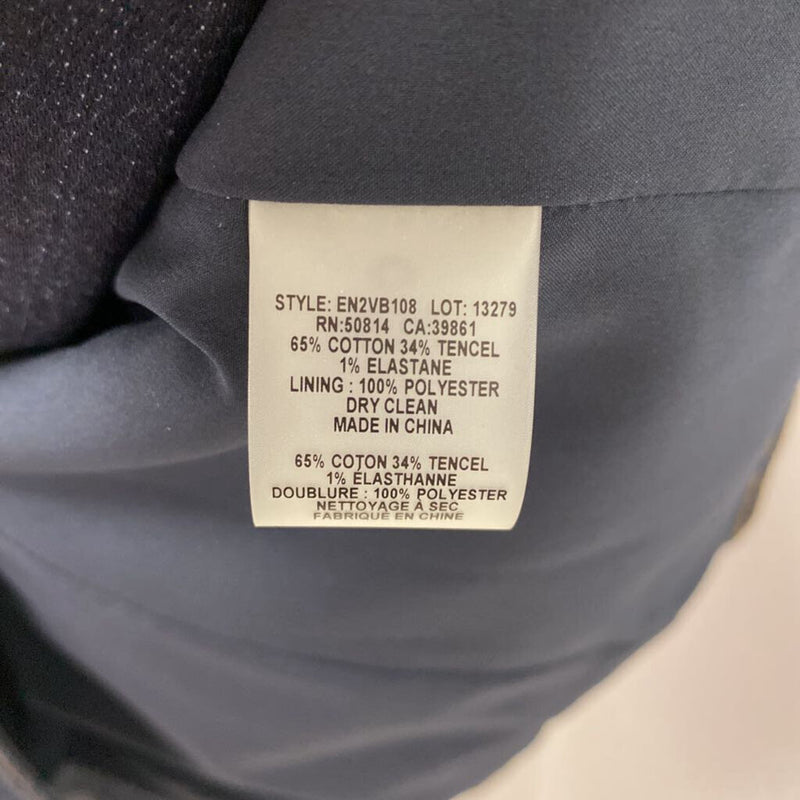 STYLE: EN2VB108 LOT: 13279
RN:50814 CA:39861
65% COTTON 34% TENCEL
1% ELASTANE
LINING : 100% POLYESTER
DRY CLEAN
MADE IN CHINA
65% COTON 34% TENCEL
1% ÉLASTHANNE
DOUBLURE : 100% POLYESTER
NETTOYAGE À SEC
FABRIQUÉ EN CHINE